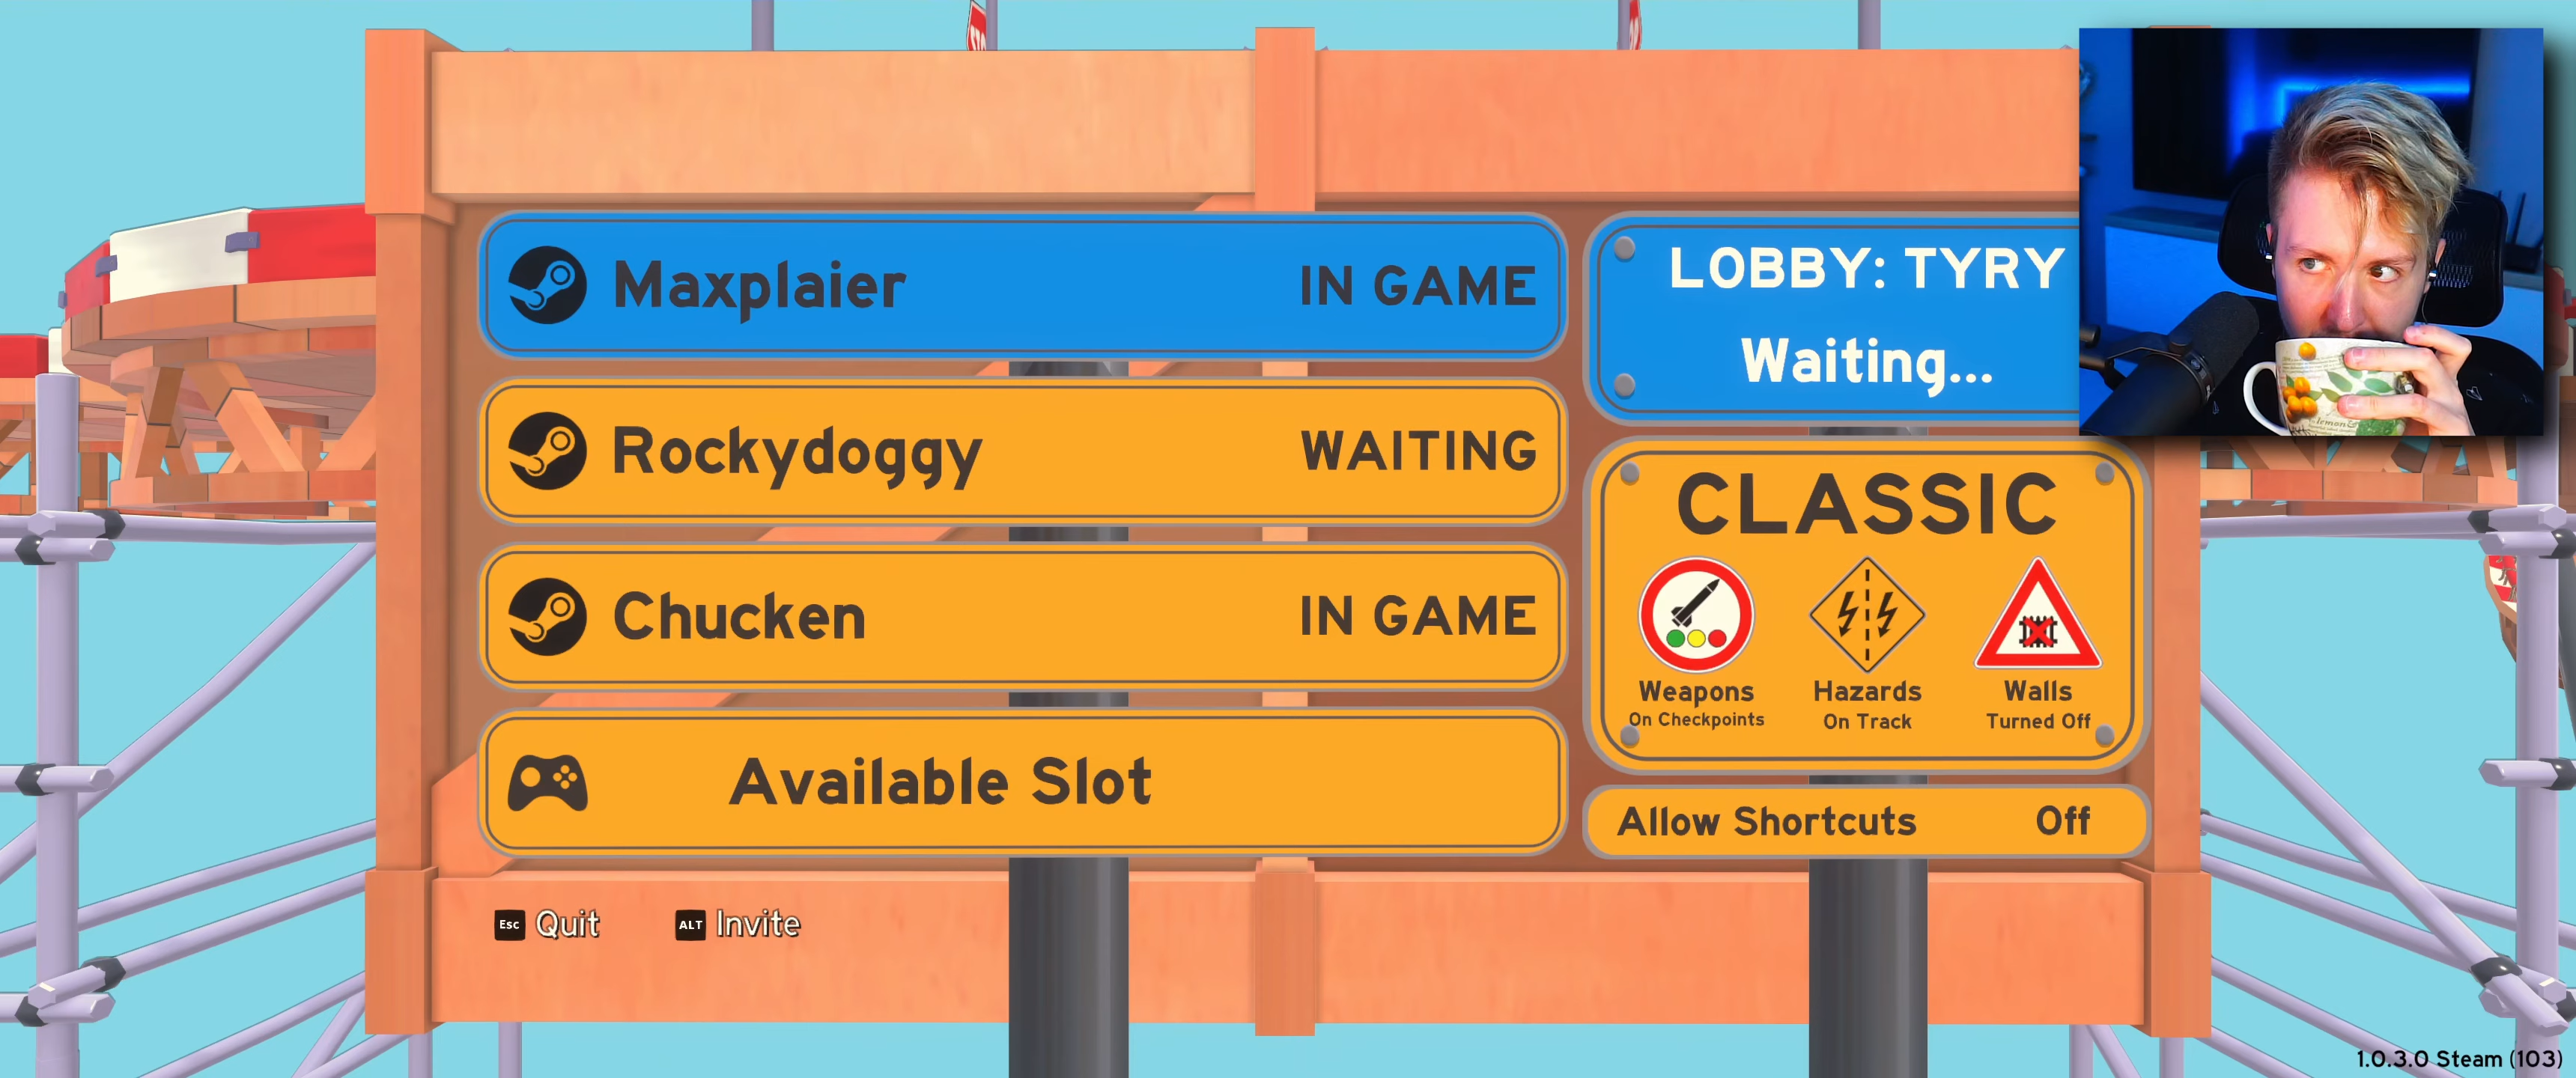 Maxplaier IN GAME
Rockydoggy WAITING
Chucken IN GAME
Available Slot
LOBBY: TYRY
Waiting...
CLASSIC
Weapons
On Checkpoints
Hazards
On Track
Walls
Turned Off
Allow Shortcuts Off
Esc Quit
ALT Invite
1.0.3.0 Steam (103)